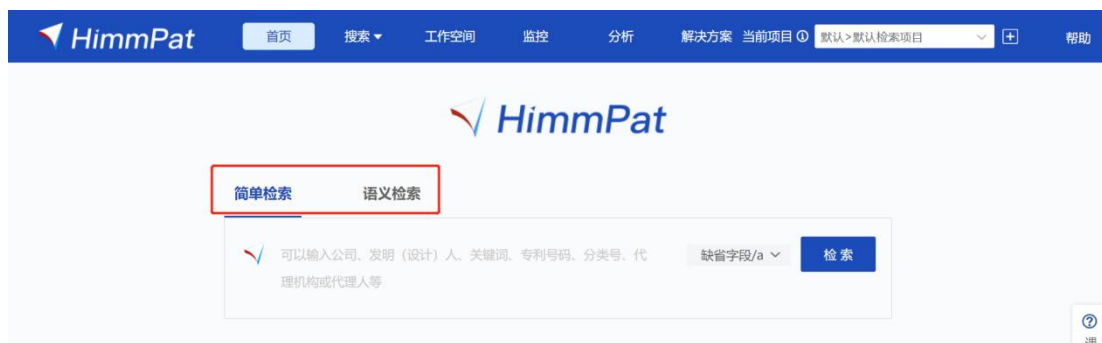 HimmPat 首页 搜索 工作空间 监控 分析 解决方案 当前项目 默认>默认检索项目 帮助
HimmPat
简单检索 语义检索
可以输入公司、发明（设计）人、关键词、专利号码、分类号、代 缺省字段/a 检 索
理机构或代理人等